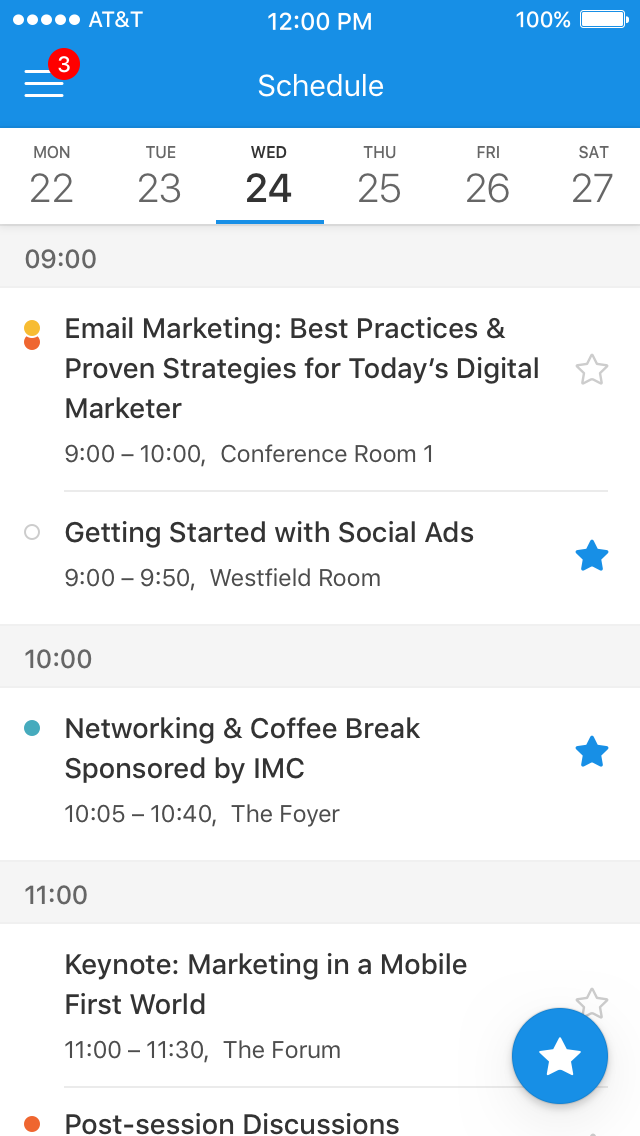 AT&T 12:00 PM 100%
3
Schedule
MON TUE WED THU FRI SAT
22 23 24 25 26 27
09:00
Email Marketing: Best Practices &
Proven Strategies for Today’s Digital
Marketer
9:00 – 10:00, Conference Room 1
Getting Started with Social Ads
9:00 – 9:50, Westfield Room
10:00
Networking & Coffee Break
Sponsored by IMC
10:05 – 10:40, The Foyer
11:00
Keynote: Marketing in a Mobile
First World
11:00 – 11:30, The Forum
Post-session Discussions